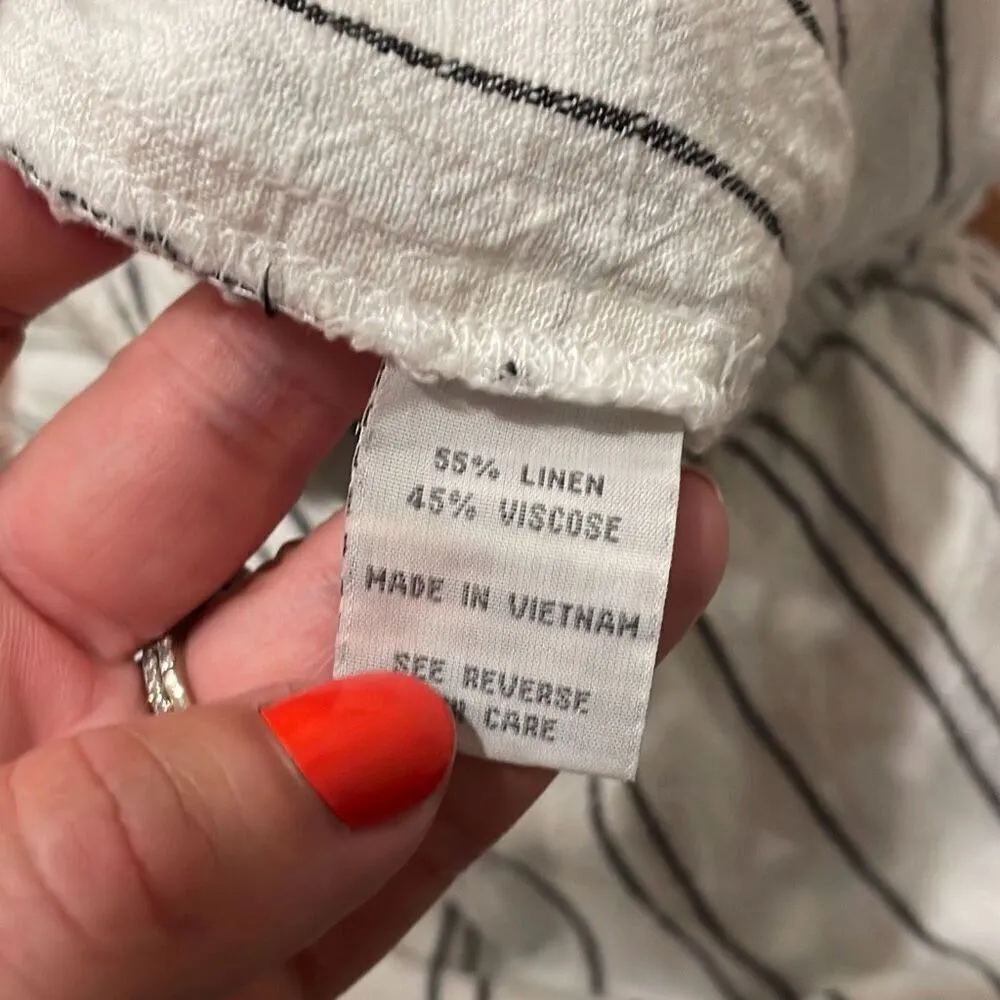 55% LINEN
45% VISCOSE
MADE IN VIETNAM
SEE REVERSE
CARE